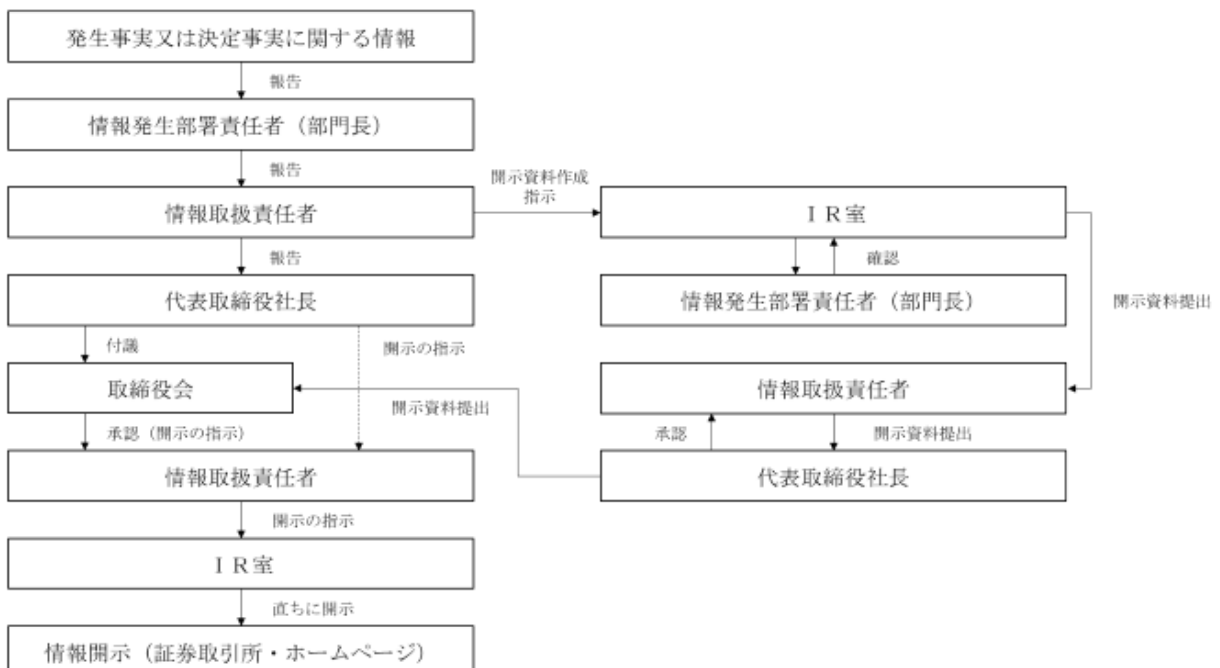 発生事実又は決定事実に関する情報
報告
情報発生部署責任者（部門長）
報告
情報取扱責任者
開示資料作成
指示
ＩＲ室
報告
確認
代表取締役社長
情報発生部署責任者（部門長）
開示資料提出
付議
開示の指示
取締役会
開示資料提出
情報取扱責任者
承認（開示の指示）
承認
開示資料提出
情報取扱責任者
代表取締役社長
開示の指示
ＩＲ室
直ちに開示
情報開示（証券取引所・ホームページ）